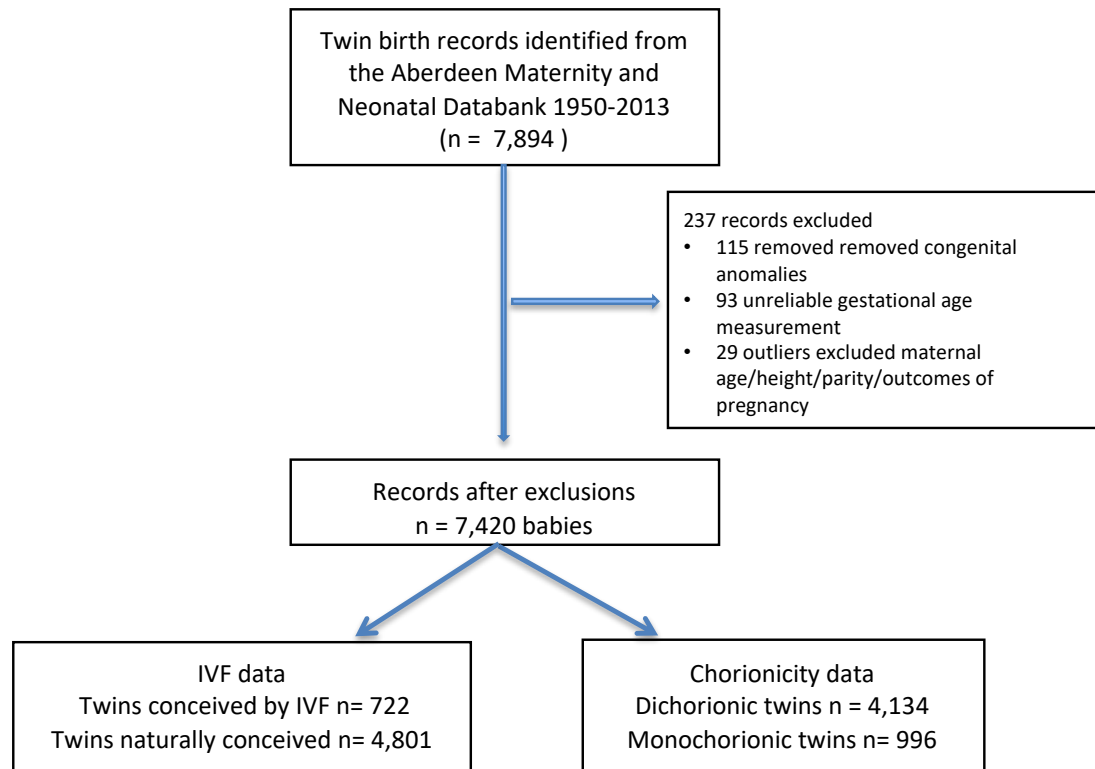 Twin birth records identified from
the Aberdeen Maternity and
Neonatal Databank 1950-2013
(n =  7,894 )
237 records excluded
• 115 removed removed congenital
anomalies
• 93 unreliable gestational age
measurement
• 29 outliers excluded maternal
age/height/parity/outcomes of
pregnancy
Records after exclusions
n = 7,420 babies
IVF data
Twins conceived by IVF n= 722
Twins naturally conceived n= 4,801
Chorionicity data
Dichorionic twins n = 4,134
Monochorionic twins n= 996